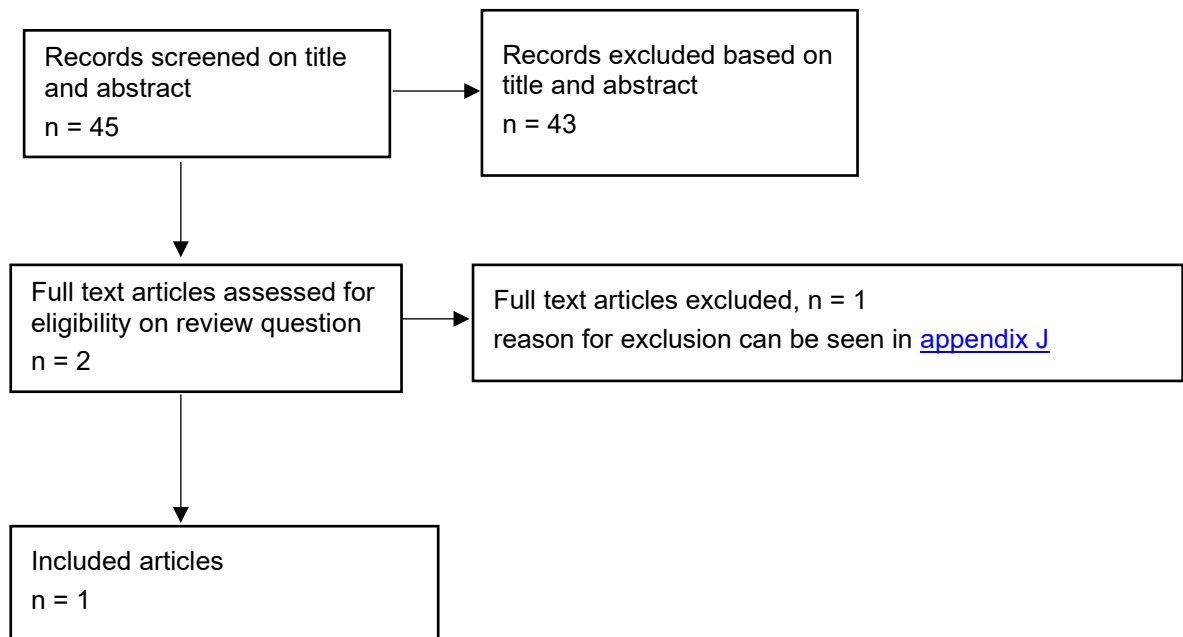 Records screened on title
and abstract
n = 45
Records excluded based on
title and abstract
n = 43
Full text articles assessed for
eligibility on review question
n = 2
Full text articles excluded, n = 1
reason for exclusion can be seen in appendix J
Included articles
n = 1